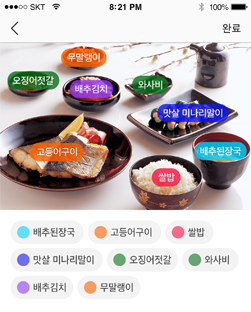 SKT 8:21 PM 100%
완료
무말랭이
오징어젓갈
배추김치
와사비
맛살 미나리말이
고등어구이
배추된장국
쌀밥
배추된장국 고등어구이 쌀밥
맛살 미나리말이 오징어젓갈 와사비
배추김치 무말랭이